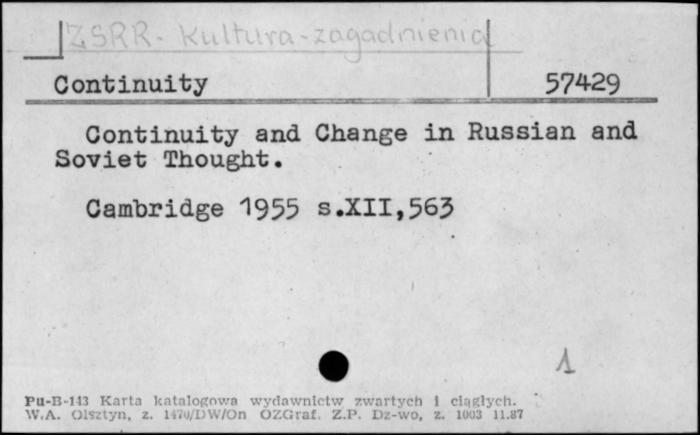 ZSRR - kultura - zagadnienia
Continuity 57429
Continuity and Change in Russian and
Soviet Thought.
Cambridge 1955 s.XII,563
1
Pu-B-143 Karta katalogowa wydawnictw zwartych i ciągłych.
W.A. Olsztyn, z. 1470/DW/On OZGraf. Z.P. Dz-wo, z. 1003 11.87